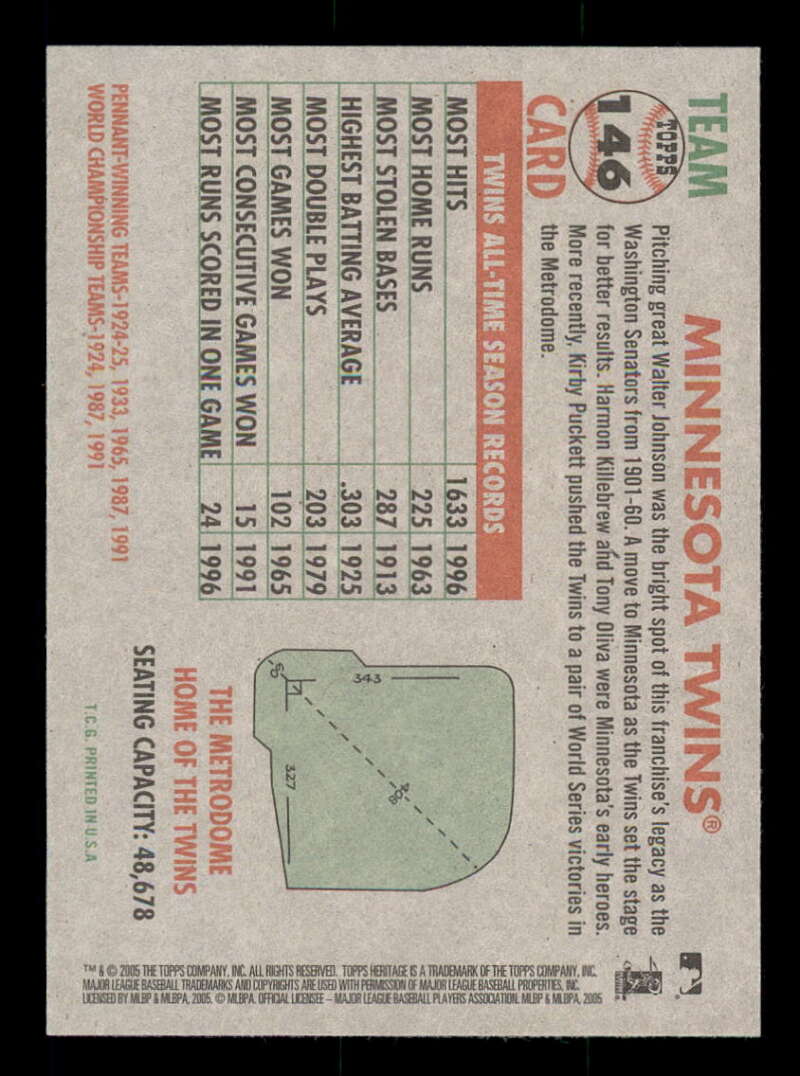 TEAM
TOPPS
146
CARD
MINNESOTA TWINS®
Pitching great Walter Johnson was the bright spot of this franchise's legacy as the
Washington Senators from 1901-60. A move to Minnesota as the Twins set the stage
for better results. Harmon Killebrew and Tony Oliva were Minnesota's early heroes.
More recently, Kirby Puckett pushed the Twins to a pair of World Series victories in
the Metrodome.
TWINS ALL-TIME SEASON RECORDS
MOST HITS 1633 1996
MOST HOME RUNS 225 1963
MOST STOLEN BASES 287 1913
HIGHEST BATTING AVERAGE .303 1925
MOST DOUBLE PLAYS 203 1979
MOST GAMES WON 102 1965
MOST CONSECUTIVE GAMES WON 15 1991
MOST RUNS SCORED IN ONE GAME 24 1996
PENNANT-WINNING TEAMS-1924-25, 1933, 1965, 1987, 1991
WORLD CHAMPIONSHIP TEAMS-1924, 1987, 1991
343
408
60
327
THE METRODOME
HOME OF THE TWINS
SEATING CAPACITY: 48,678
T.C.G. PRINTED IN U.S.A
™ & © 2005 THE TOPPS COMPANY, INC. ALL RIGHTS RESERVED. TOPPS HERITAGE IS A TRADEMARK OF THE TOPPS COMPANY, INC.
MAJOR LEAGUE BASEBALL TRADEMARKS AND COPYRIGHTS ARE USED WITH PERMISSION OF MAJOR LEAGUE BASEBALL PROPERTIES, INC.
LICENSED BY MLBP & MLBPA, 2005. © MLBPA. OFFICIAL LICENSEE – MAJOR LEAGUE BASEBALL PLAYERS ASSOCIATION. MLBP & MLBPA, 2005